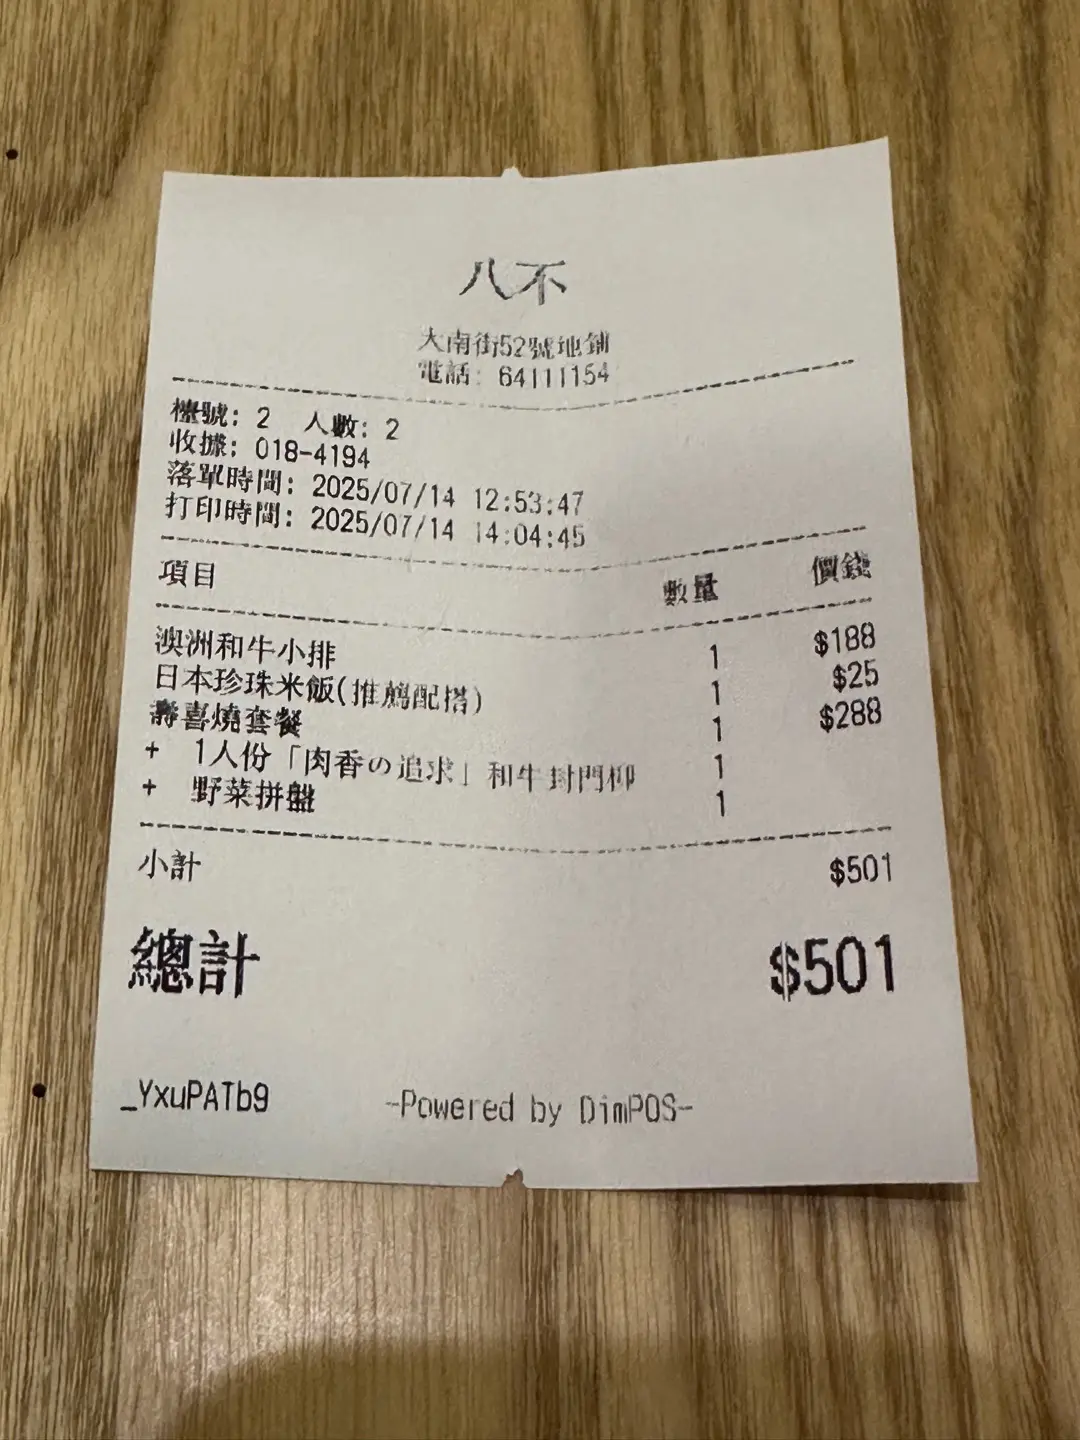 八不
大南街52號地鋪
電話: 64111154
檯號: 2 人數: 2
收據: 018-4194
落單時間: 2025/07/14 12:53:47
打印時間: 2025/07/14 14:04:45
項目 數量 價錢
澳洲和牛小排 1 $188
日本珍珠米飯(推薦配搭) 1 $25
壽喜燒套餐 1 $288
+ 1人份「肉香の追求」和牛封門柳 1
+ 野菜拼盤 1
小計 $501
總計 $501
_YxuPATb9 -Powered by DimPOS-